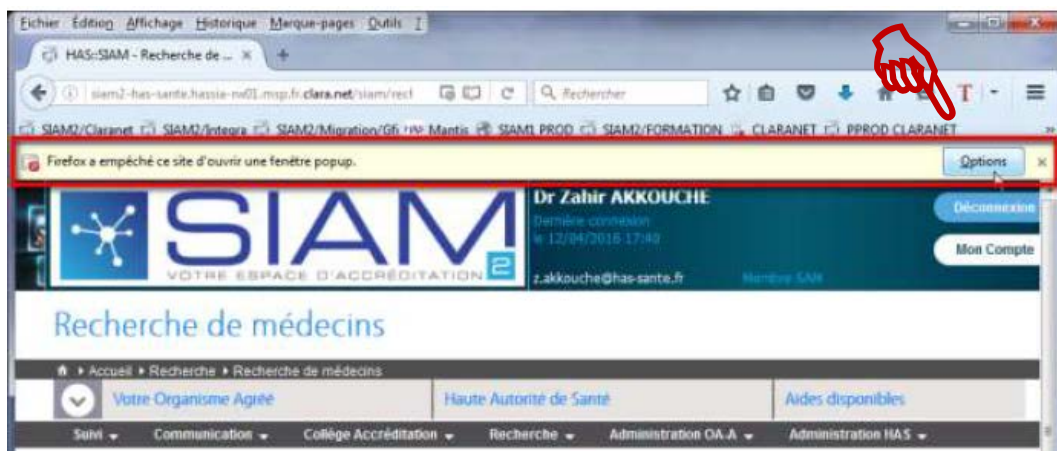 Fichier Édition Affichage Historique Marque-pages Outils ?
HAS::SIAM - Recherche de ... × +
siam2-has-sante.hassia-rw01.msp.fr.clara.net/siam/rech Rechercher
SIAM2/Claranet SIAM2/Integra SIAM2/Migration/Gfi Mantis SIAM1 PROD SIAM2/FORMATION CLARANET PPROD CLARANET
Firefox a empêché ce site d'ouvrir une fenêtre popup. Options ×
SIAM 2
VOTRE ESPACE D'ACCRÉDITATION
Dr Zahir AKKOUCHE
Dernière connexion
le 12/04/2016 17:40
z.akkouche@has-sante.fr Membre SAM
Déconnexion
Mon Compte
Recherche de médecins
Accueil Recherche Recherche de médecins
Votre Organisme Agréé Haute Autorité de Santé Aides disponibles
Suivi Communication Collège Accréditation Recherche Administration OA-A Administration HAS